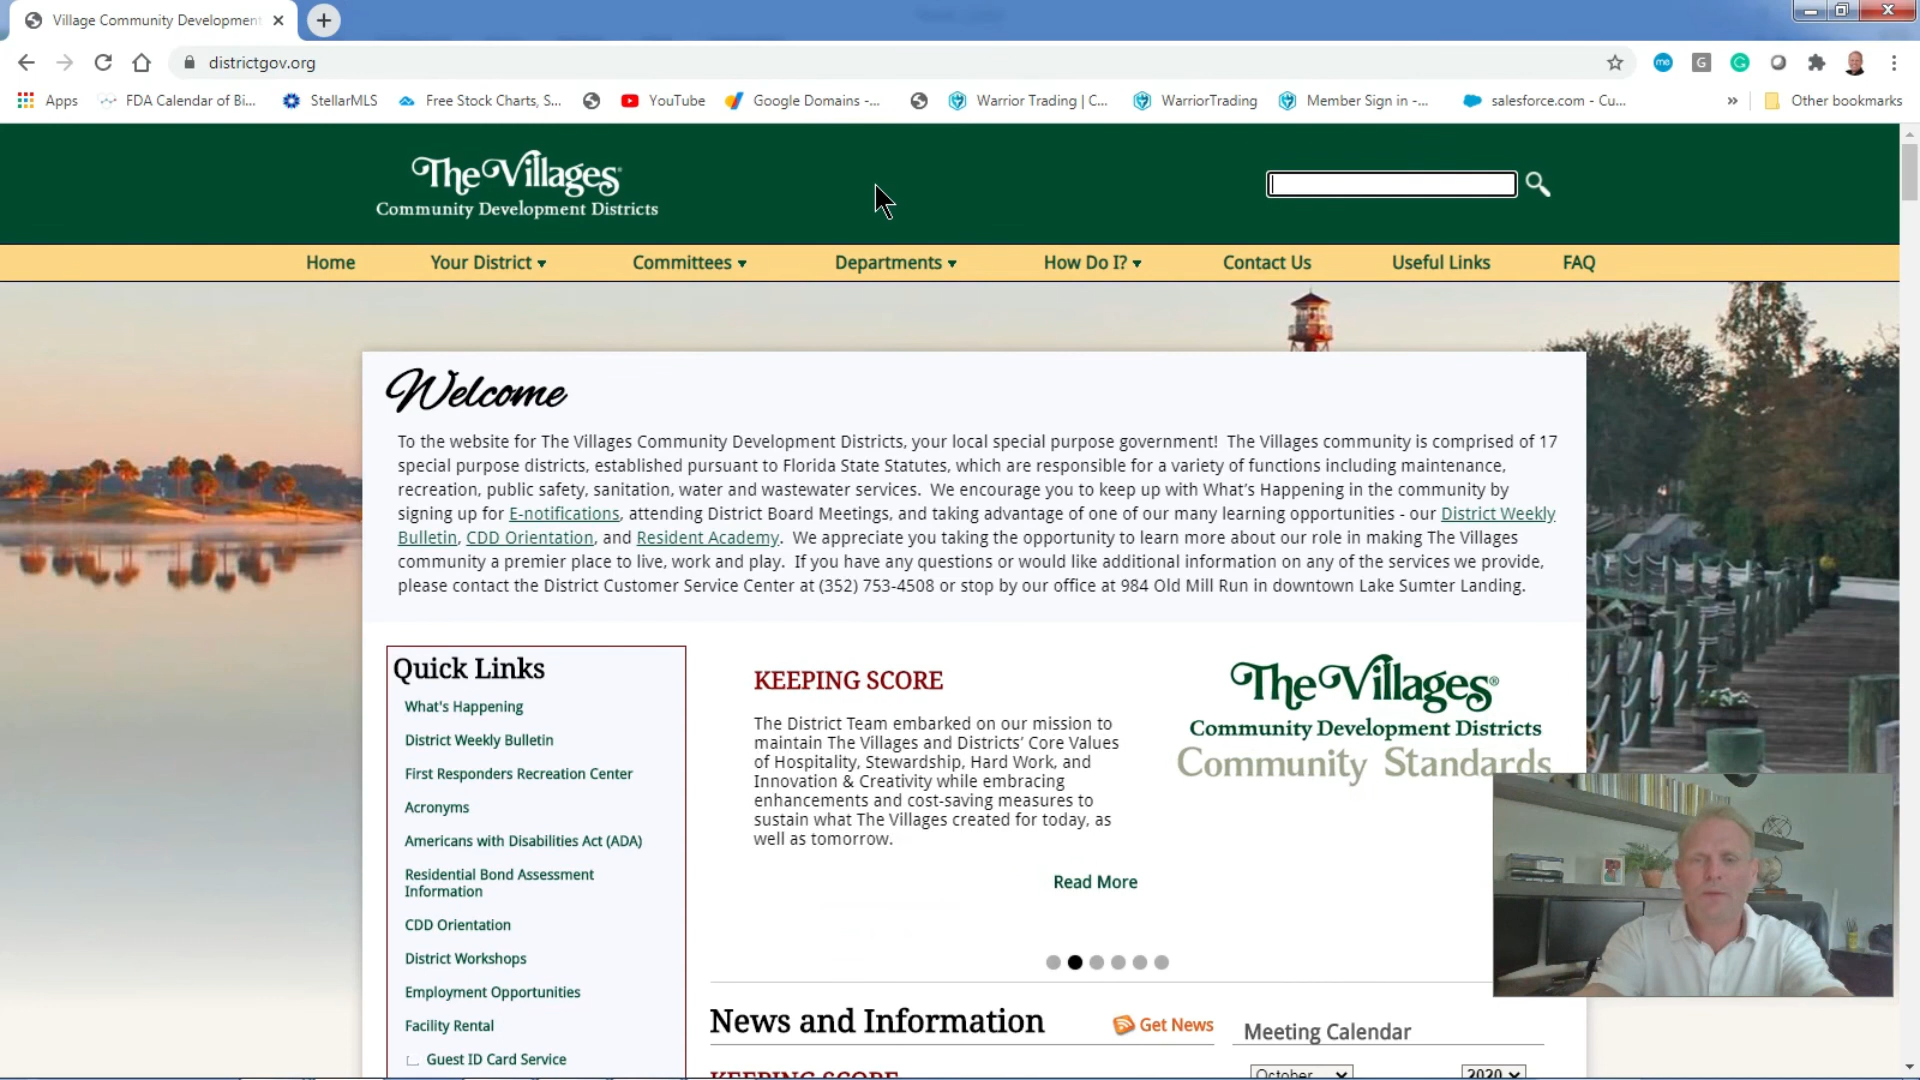 Village Community Development
districtgov.org
Apps
FDA Calendar of Bi...
StellarMLS
Free Stock Charts, S...
YouTube
Google Domains -...
Warrior Trading | C...
WarriorTrading
Member Sign in -...
salesforce.com - Cu...
»
Other bookmarks
The Villages®
Community Development Districts
Home
Your District
Committees
Departments
How Do I?
Contact Us
Useful Links
FAQ
Welcome
To the website for The Villages Community Development Districts, your local special purpose government!  The Villages community is comprised of 17
special purpose districts, established pursuant to Florida State Statutes, which are responsible for a variety of functions including maintenance,
recreation, public safety, sanitation, water and wastewater services.  We encourage you to keep up with What's Happening in the community by
signing up for E-notifications, attending District Board Meetings, and taking advantage of one of our many learning opportunities - our District Weekly
Bulletin, CDD Orientation, and Resident Academy.  We appreciate you taking the opportunity to learn more about our role in making The Villages
community a premier place to live, work and play.  If you have any questions or would like additional information on any of the services we provide,
please contact the District Customer Service Center at (352) 753-4508 or stop by our office at 984 Old Mill Run in downtown Lake Sumter Landing.
Quick Links
What's Happening
District Weekly Bulletin
First Responders Recreation Center
Acronyms
Americans with Disabilities Act (ADA)
Residential Bond Assessment
Information
CDD Orientation
District Workshops
Employment Opportunities
Facility Rental
Guest ID Card Service
KEEPING SCORE
The District Team embarked on our mission to
maintain The Villages and Districts' Core Values
of Hospitality, Stewardship, Hard Work, and
Innovation & Creativity while embracing
enhancements and cost-saving measures to
sustain what The Villages created for today, as
well as tomorrow.
Read More
The Villages®
Community Development Districts
Community Standards
News and Information
Get News
KEEPING SCORE
Meeting Calendar
October
2020